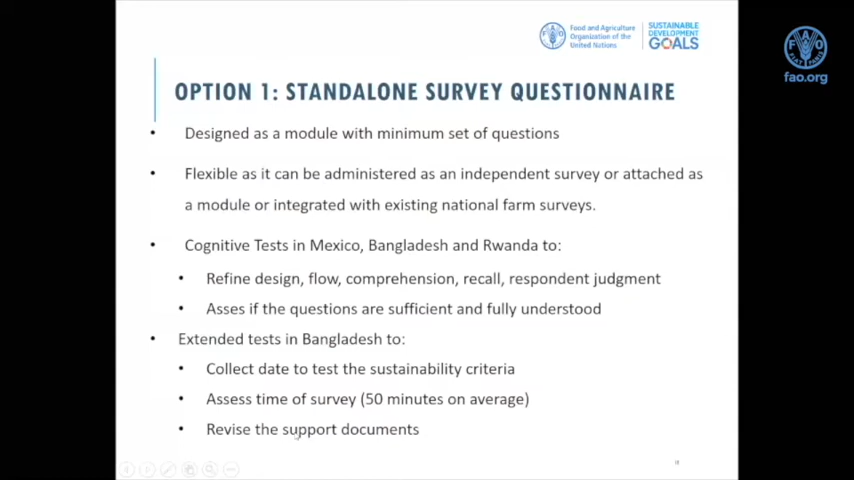 Food and Agriculture
Organization of the
United Nations
SUSTAINABLE
DEVELOPMENT
GOALS
FAO
FIAT PANIS
fao.org
OPTION 1: STANDALONE SURVEY QUESTIONNAIRE
• Designed as a module with minimum set of questions
• Flexible as it can be administered as an independent survey or attached as
a module or integrated with existing national farm surveys.
• Cognitive Tests in Mexico, Bangladesh and Rwanda to:
• Refine design, flow, comprehension, recall, respondent judgment
• Asses if the questions are sufficient and fully understood
• Extended tests in Bangladesh to:
• Collect date to test the sustainability criteria
• Assess time of survey (50 minutes on average)
• Revise the support documents